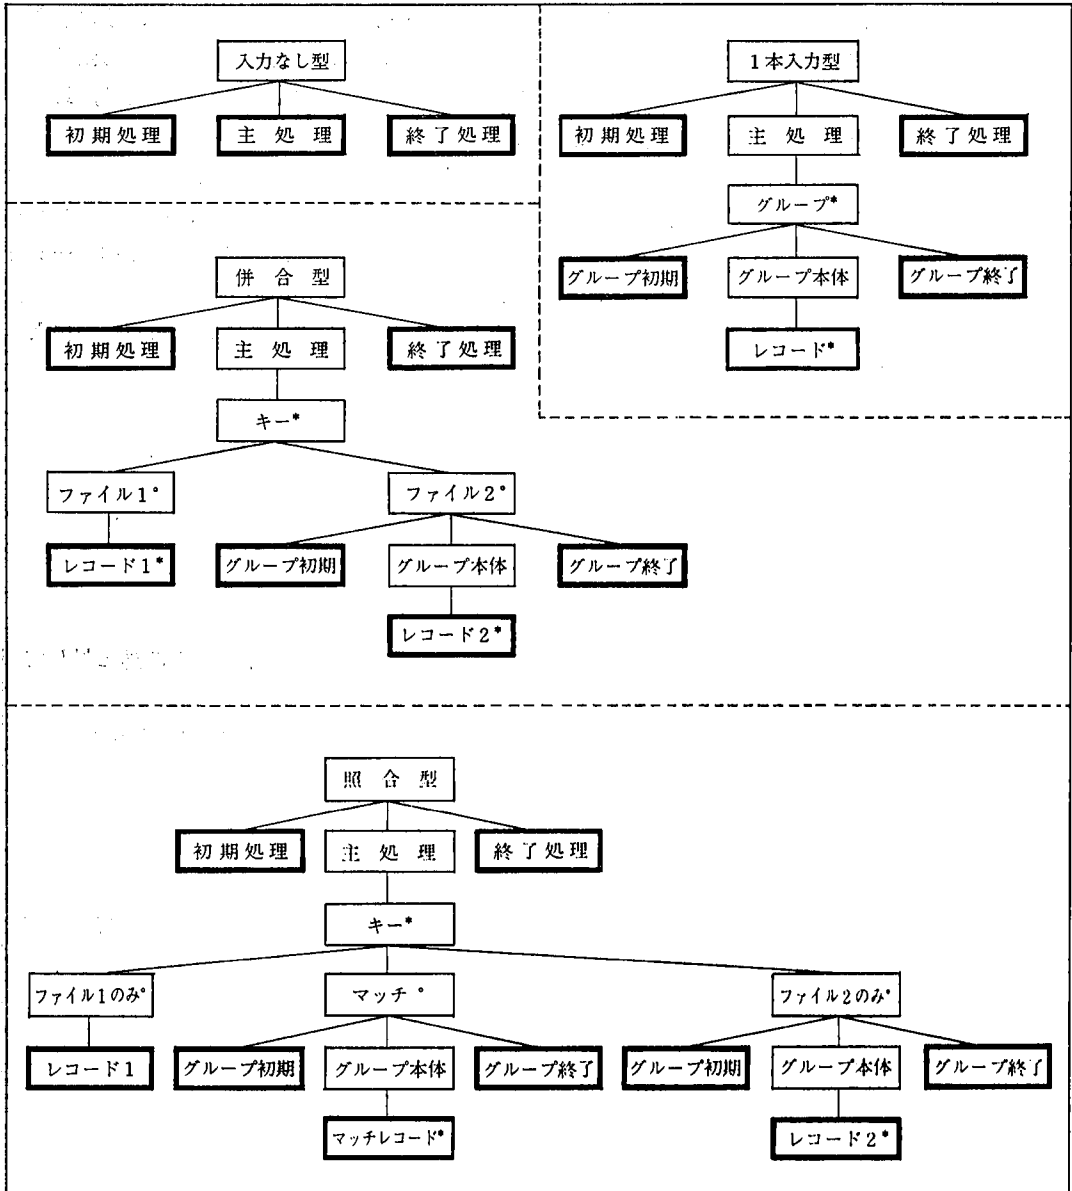 入力なし型
初期処理 主処理 終了処理
1本入力型
初期処理 主処理 終了処理
グループ*
グループ初期 グループ本体 グループ終了
レコード*
併合型
初期処理 主処理 終了処理
キー*
ファイル1° ファイル2°
レコード1* グループ初期 グループ本体 グループ終了
レコード2*
照合型
初期処理 主処理 終了処理
キー*
ファイル1のみ° マッチ° ファイル2のみ°
レコード1 グループ初期 グループ本体 グループ終了 グループ初期 グループ本体 グループ終了
マッチレコード* レコード2*